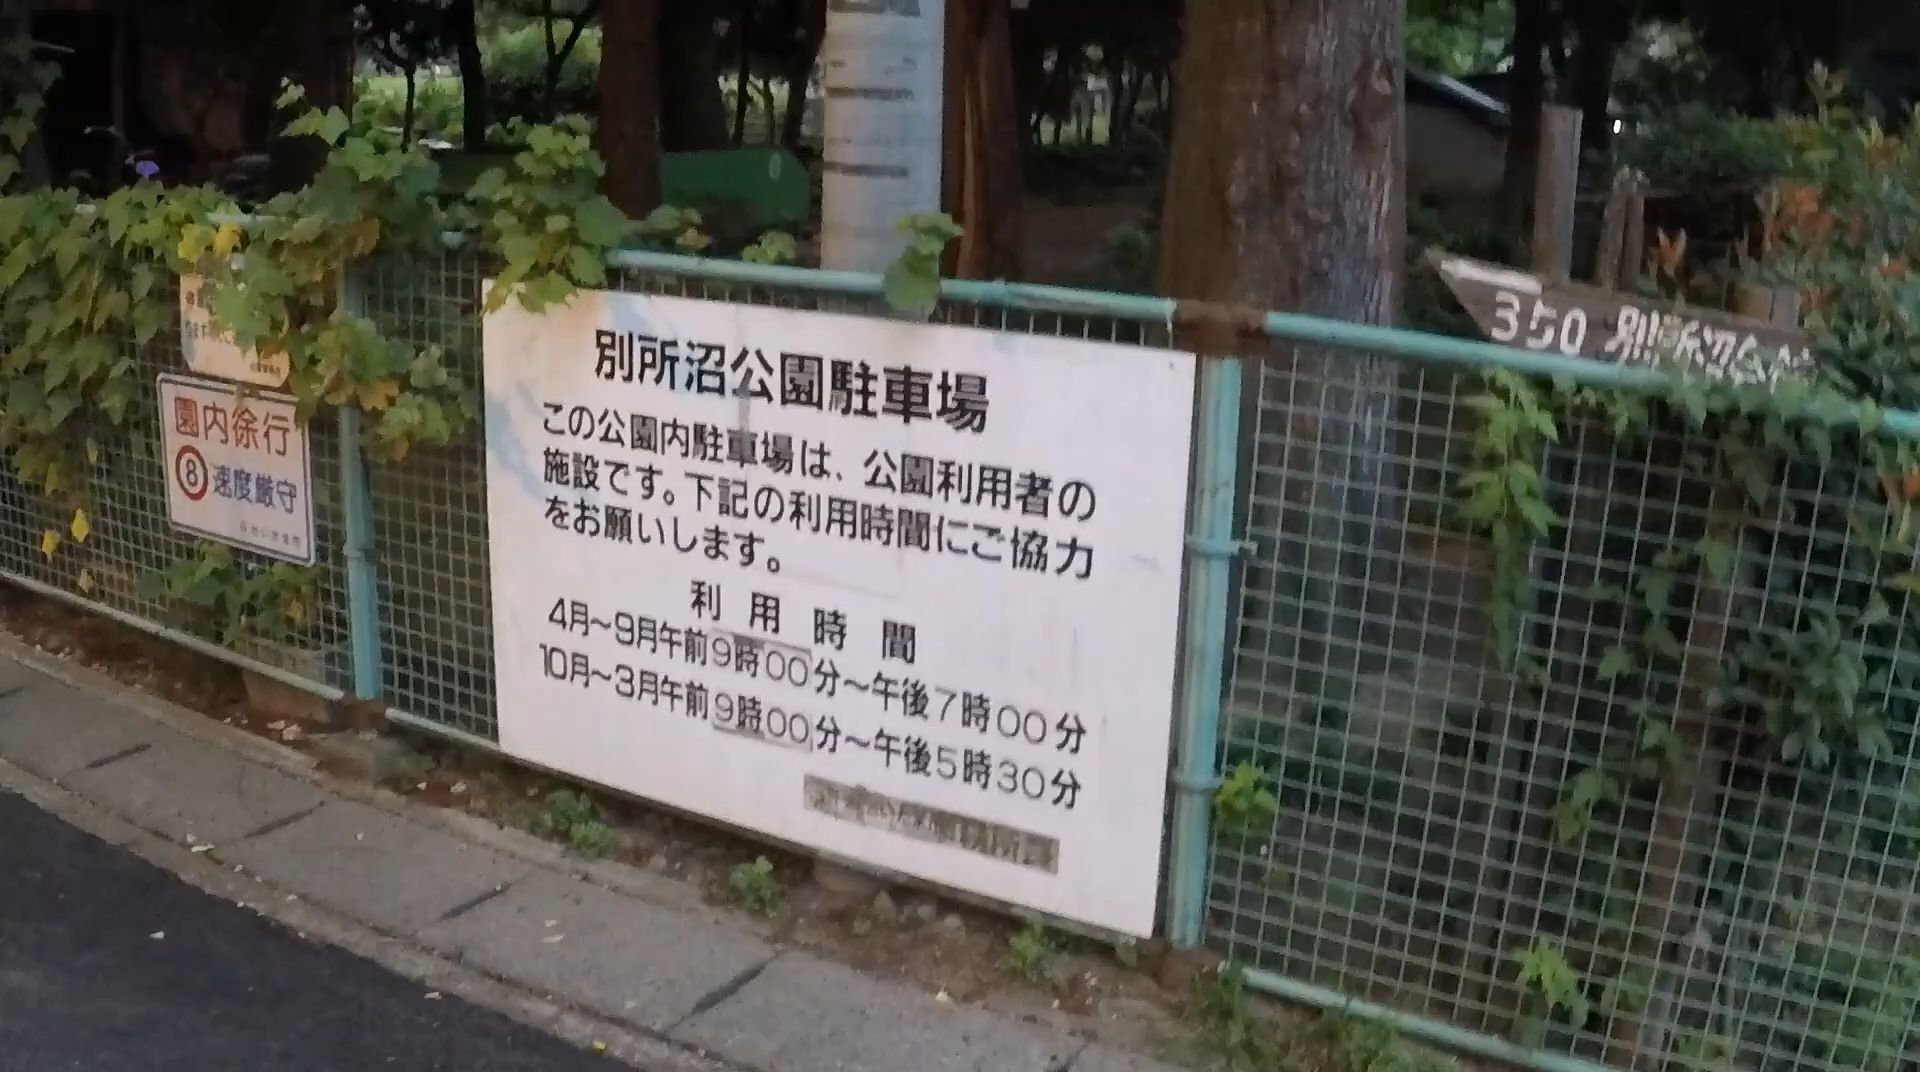 園内徐行
8 速度厳守
別所沼公園駐車場
この公園内駐車場は、公園利用者の
施設です。下記の利用時間にご協力
をお願いします。
利用時間
4月~9月午前9時00分~午後7時00分
10月~3月午前9時00分~午後5時30分
350 別所沼